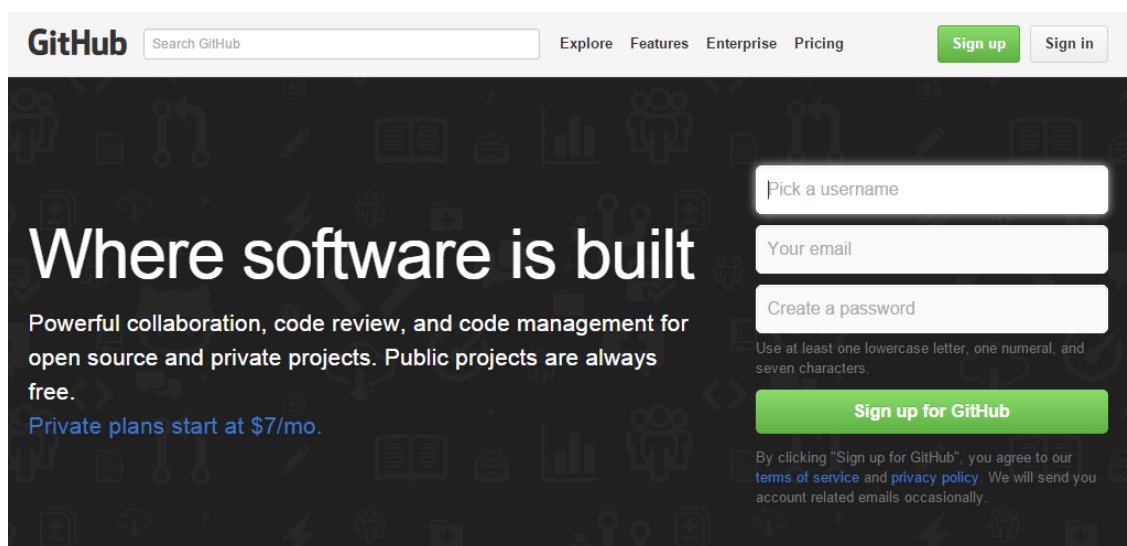 GitHub
Search GitHub
Explore Features Enterprise Pricing
Sign up
Sign in
Where software is built
Powerful collaboration, code review, and code management for
open source and private projects. Public projects are always
free.
Private plans start at $7/mo.
Pick a username
Your email
Create a password
Use at least one lowercase letter, one numeral, and
seven characters.
Sign up for GitHub
By clicking "Sign up for GitHub", you agree to our
terms of service and privacy policy. We will send you
account related emails occasionally.